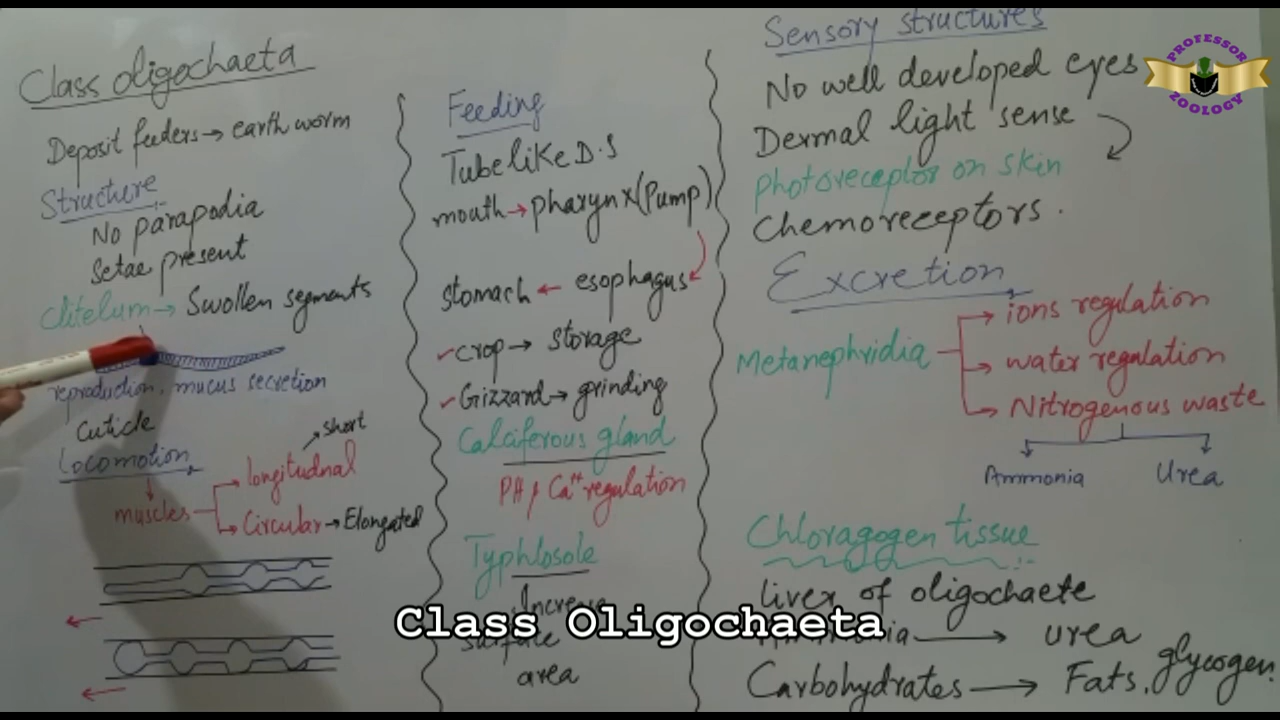 Class oligochaeta
Deposit feeders → earth worm
Structure
No parapodia
Setae present
Clitelum → Swollen segments
reproduction, mucus secretion
Cuticle
Locomotion
muscles
longitudnal
short
Circular → Elongated
Feeding
Tube like D.S
mouth → pharynx (Pump)
stomach ← esophagus
✓ crop → storage
✓ Gizzard → grinding
Calciferous gland
PH & Ca++ regulation
Typhlosole
Increase
surface
area
Sensory structures
No well developed eyes
Dermal light sense
Photoreceptor on skin
Chemoreceptors.
Excretion
Metanephridia
→ ions regulation
→ water regulation
→ Nitrogenous waste
Ammonia Urea
Chloragogen tissue
liver of oligochaete
→ urea
Carbohydrates → Fats, glycogen.
Class Oligochaeta
PROFESSOR
ZOOLOGY